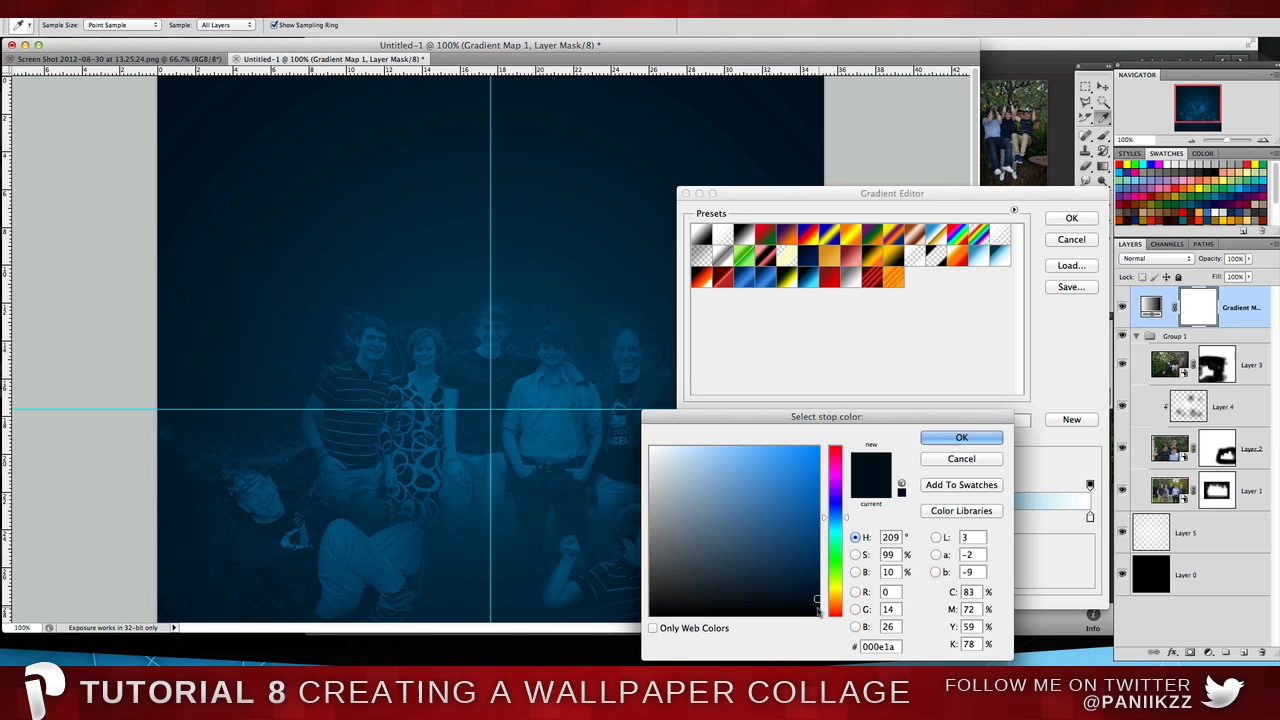 Sample Size: Point Sample Sample: All Layers Show Sampling Ring
Untitled-1 @ 100% (Gradient Map 1, Layer Mask/8) *
Screen Shot 2012-08-30 at 13.25.24.png @ 66.7% (RGB/8*)
Untitled-1 @ 100% (Gradient Map 1, Layer Mask/8) *
100%
Exposure works in 32-bit only
Gradient Editor
Presets
OK
Cancel
Load...
Save...
New
Select stop color:
new
current
OK
Cancel
Add To Swatches
Color Libraries
H: 209 °
S: 99 %
B: 10 %
R: 0
G: 14
B: 26
# 000e1a
L: 3
a: -2
b: -9
C: 83 %
M: 72 %
Y: 59 %
K: 78 %
Only Web Colors
Info
NAVIGATOR
100%
STYLES SWATCHES COLOR
LAYERS CHANNELS PATHS
Normal Opacity: 100%
Lock: Fill: 100%
Gradient M...
Group 1
Layer 3
Layer 4
Layer 2
Layer 1
Layer 5
Layer 0
TUTORIAL 8 CREATING A WALLPAPER COLLAGE
FOLLOW ME ON TWITTER
@PANIIKZZ